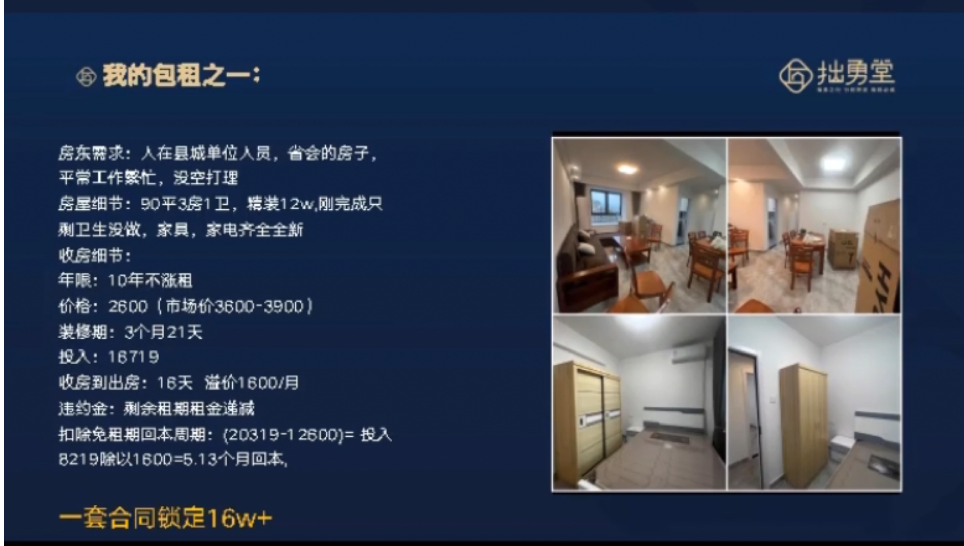 我的包租之一：
拙勇堂
房东需求：人在县城单位人员，省会的房子，
平常工作繁忙，没空打理
房屋细节：90平3房1卫，精装12w,刚完成只
剩卫生没做，家具，家电齐全全新
收房细节：
年限：10年不涨租
价格：2600（市场价3600-3900）
装修期：3个月21天
投入：16719
收房到出房：16天 溢价1600/月
违约金：剩余租期租金递减
扣除免租期回本周期：(20319-12600)= 投入
8219除以1600=5.13个月回本,
一套合同锁定16w+